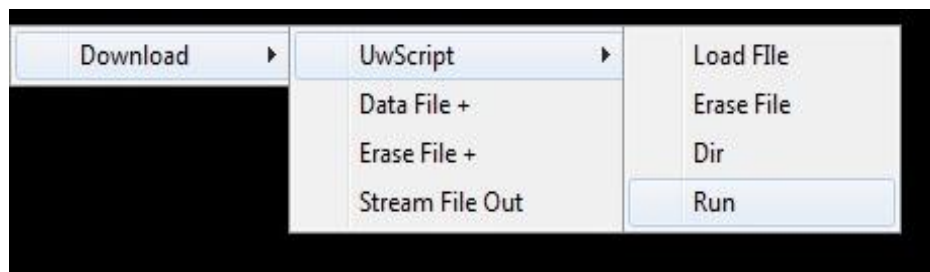 Download
UwScript
Data File +
Erase File +
Stream File Out
Load FIle
Erase File
Dir
Run